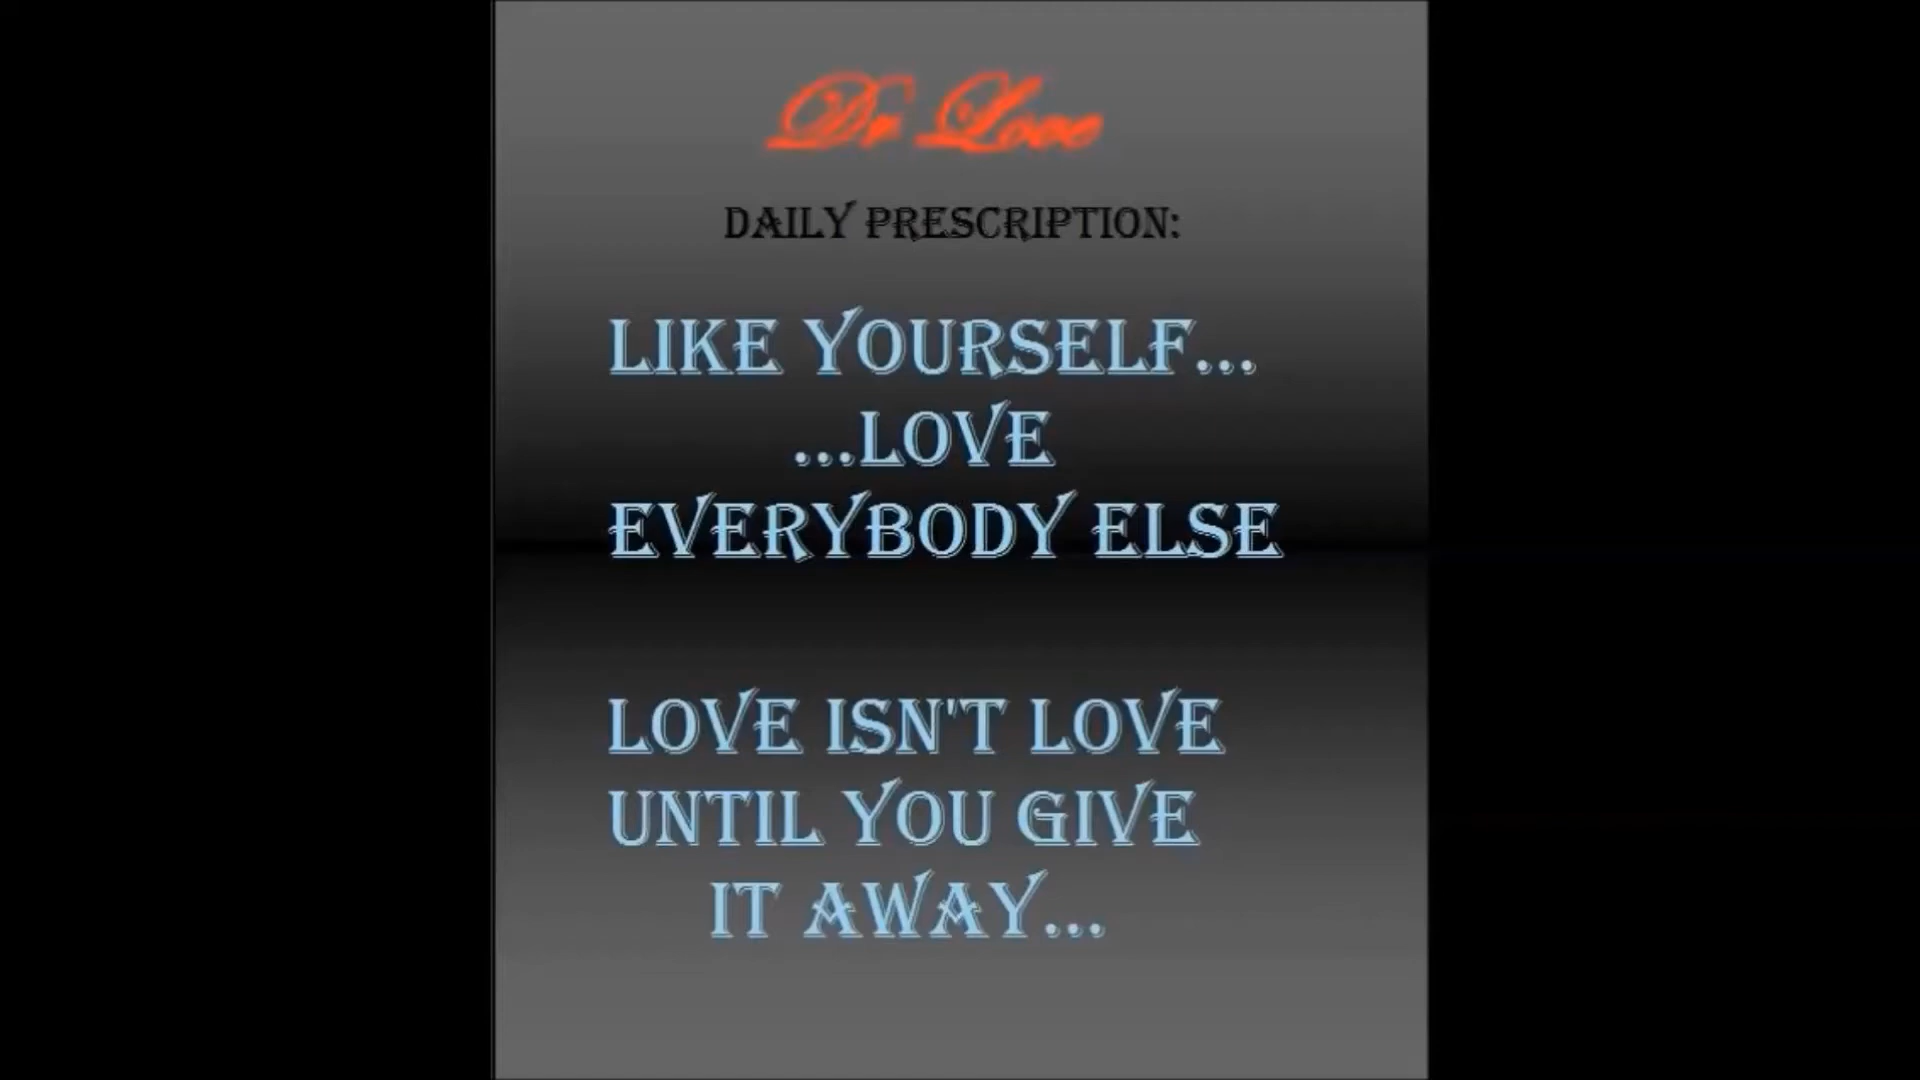 Dr Love
DAILY PRESCRIPTION:
LIKE YOURSELF...
...LOVE
EVERYBODY ELSE
LOVE ISN'T LOVE
UNTIL YOU GIVE
IT AWAY...